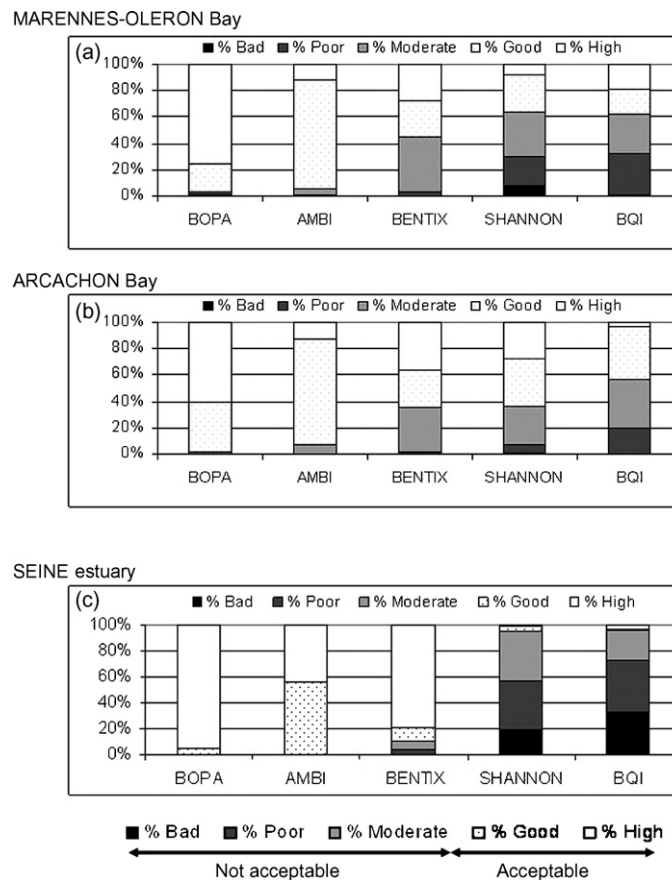 MARENNES-OLERON Bay
(a) ■ % Bad ■ % Poor ■ % Moderate □ % Good □ % High
100%
80%
60%
40%
20%
0%
BOPA AMBI BENTIX SHANNON BQI
ARCACHON Bay
(b) ■ % Bad ■ % Poor ■ % Moderate □ % Good □ % High
100%
80%
60%
40%
20%
0%
BOPA AMBI BENTIX SHANNON BQI
SEINE estuary
(c) ■ % Bad ■ % Poor ■ % Moderate □ % Good □ % High
100%
80%
60%
40%
20%
0%
BOPA AMBI BENTIX SHANNON BQI
■ % Bad ■ % Poor ■ % Moderate □ % Good □ % High
Not acceptable Acceptable